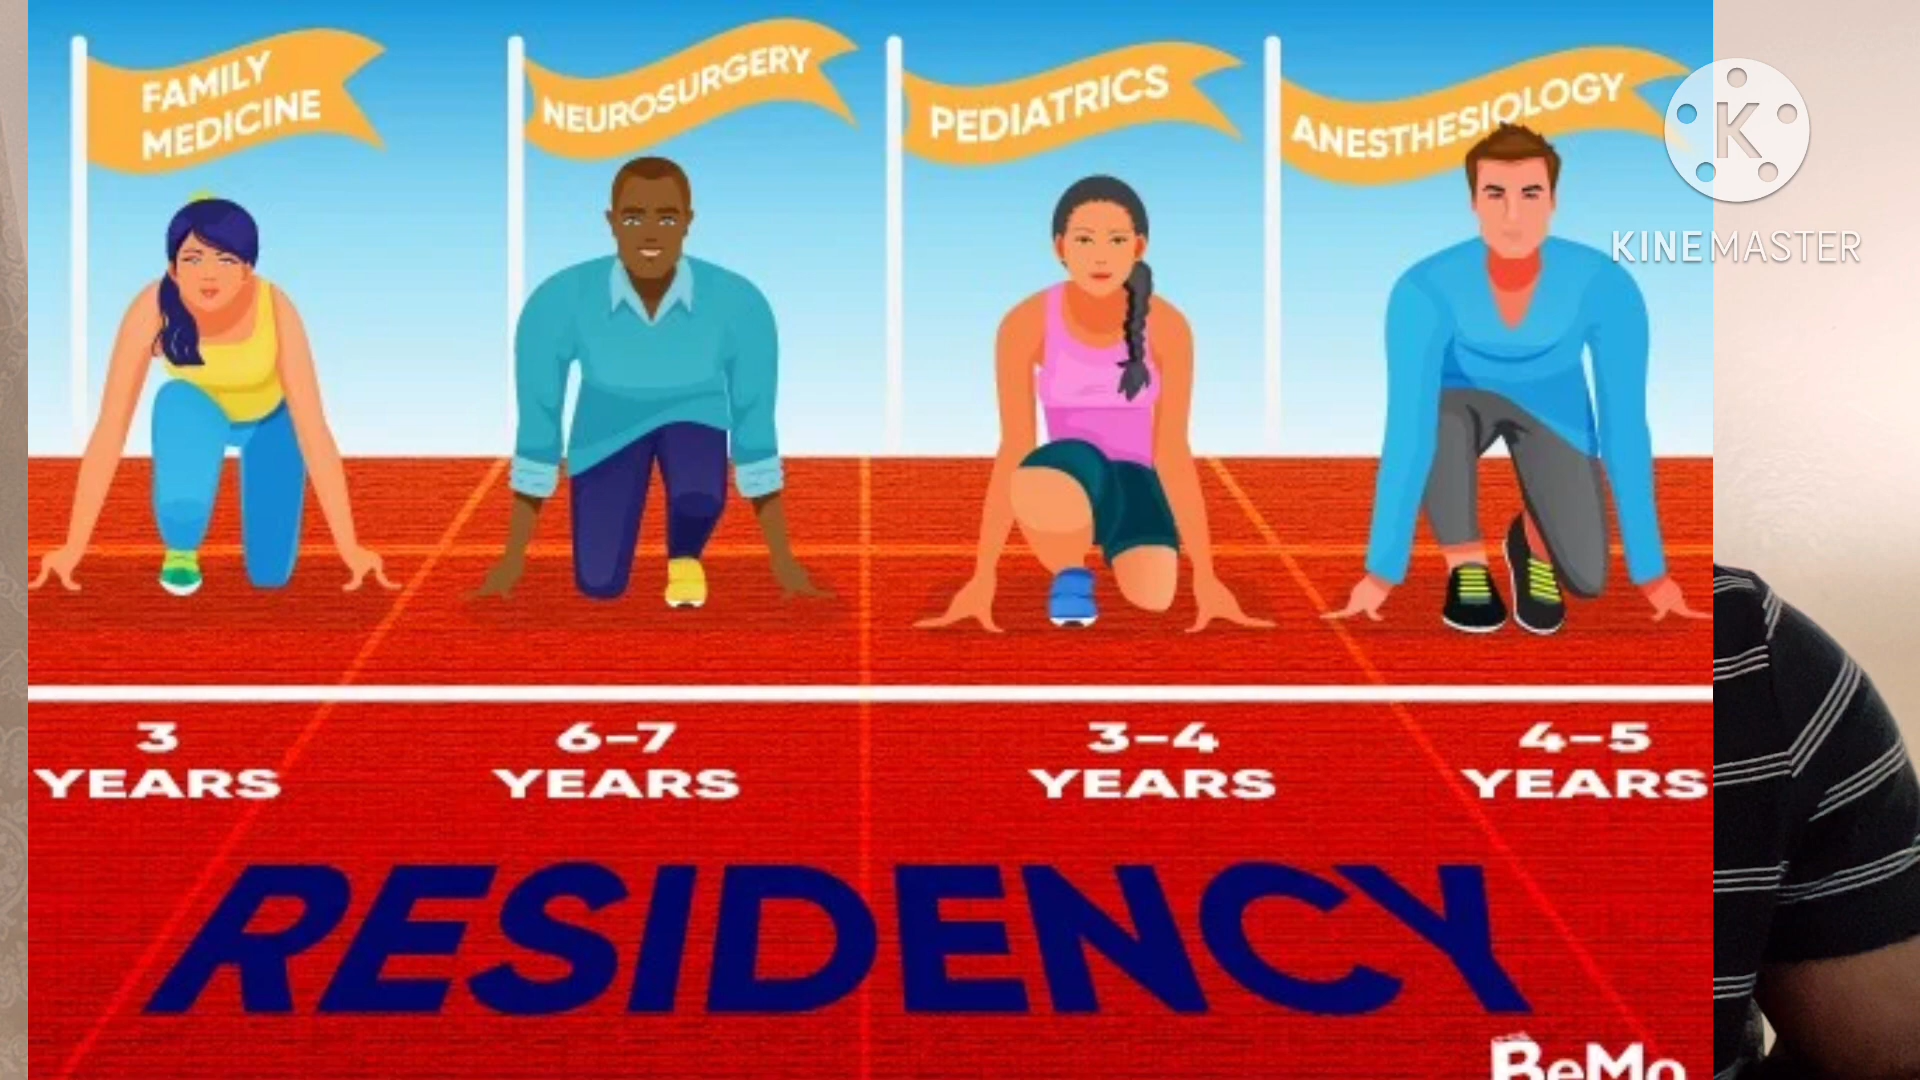 FAMILY
MEDICINE
NEUROSURGERY
PEDIATRICS
ANESTHESIOLOGY
K
KINEMASTER
3
YEARS
6–7
YEARS
3–4
YEARS
4–5
YEARS
RESIDENCY
BeMo